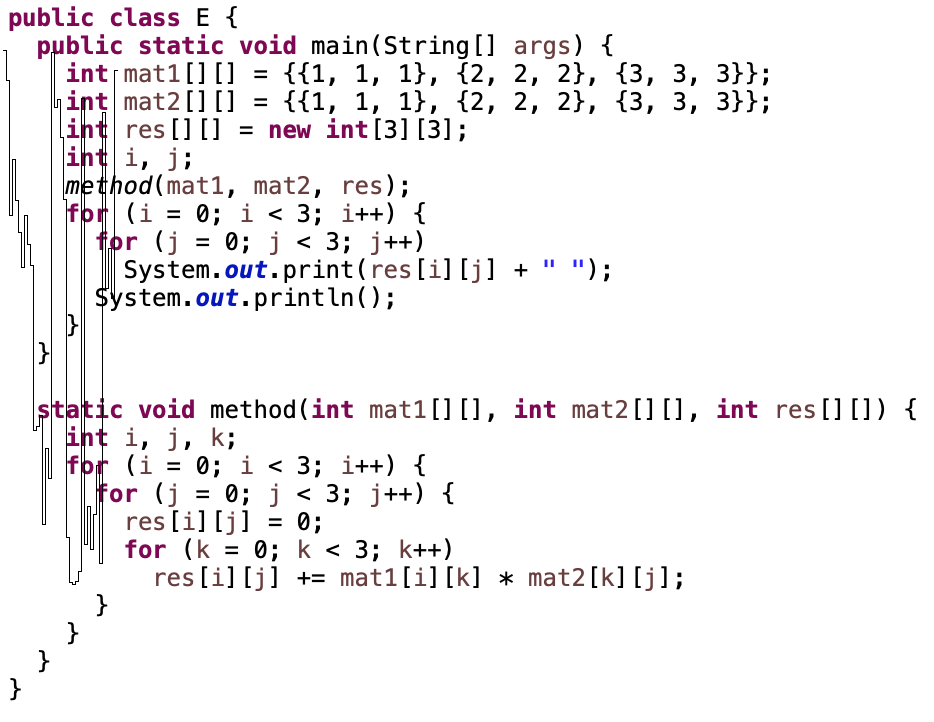 public class E {
  public static void main(String[] args) {
    int mat1[][] = {{1, 1, 1}, {2, 2, 2}, {3, 3, 3}};
    int mat2[][] = {{1, 1, 1}, {2, 2, 2}, {3, 3, 3}};
    int res[][] = new int[3][3];
    int i, j;
    method(mat1, mat2, res);
    for (i = 0; i < 3; i++) {
      for (j = 0; j < 3; j++)
        System.out.print(res[i][j] + " ");
      System.out.println();
    }
  }

  static void method(int mat1[][], int mat2[][], int res[][]) {
    int i, j, k;
    for (i = 0; i < 3; i++) {
      for (j = 0; j < 3; j++) {
        res[i][j] = 0;
        for (k = 0; k < 3; k++)
          res[i][j] += mat1[i][k] * mat2[k][j];
      }
    }
  }
}